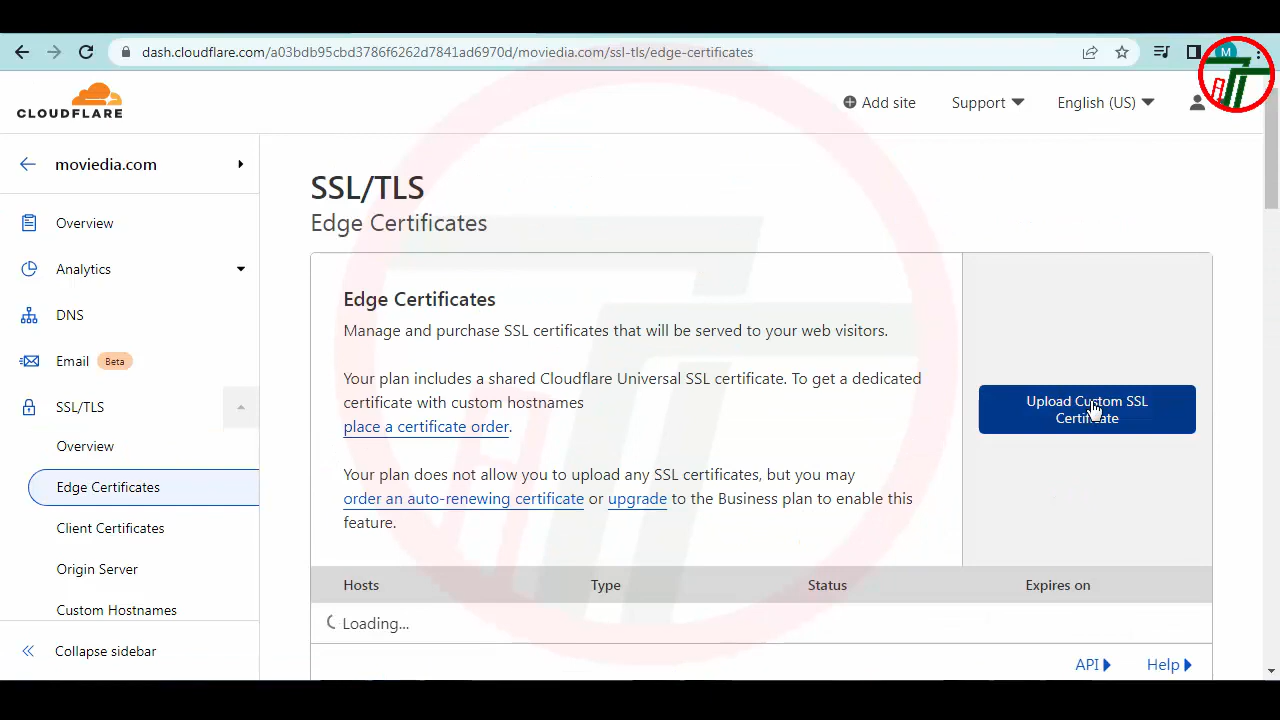 dash.cloudflare.com/a03bdb95cbd3786f6262d7841ad6970d/moviedia.com/ssl-tls/edge-certificates
M
CLOUDFLARE
Add site
Support
English (US)
moviedia.com
Overview
Analytics
DNS
Email Beta
SSL/TLS
Overview
Edge Certificates
Client Certificates
Origin Server
Custom Hostnames
Collapse sidebar
SSL/TLS
Edge Certificates
Edge Certificates
Manage and purchase SSL certificates that will be served to your web visitors.
Your plan includes a shared Cloudflare Universal SSL certificate. To get a dedicated
certificate with custom hostnames
place a certificate order.
Your plan does not allow you to upload any SSL certificates, but you may
order an auto-renewing certificate or upgrade to the Business plan to enable this
feature.
Upload Custom SSL
Certificate
Hosts Type Status Expires on
Loading...
API Help